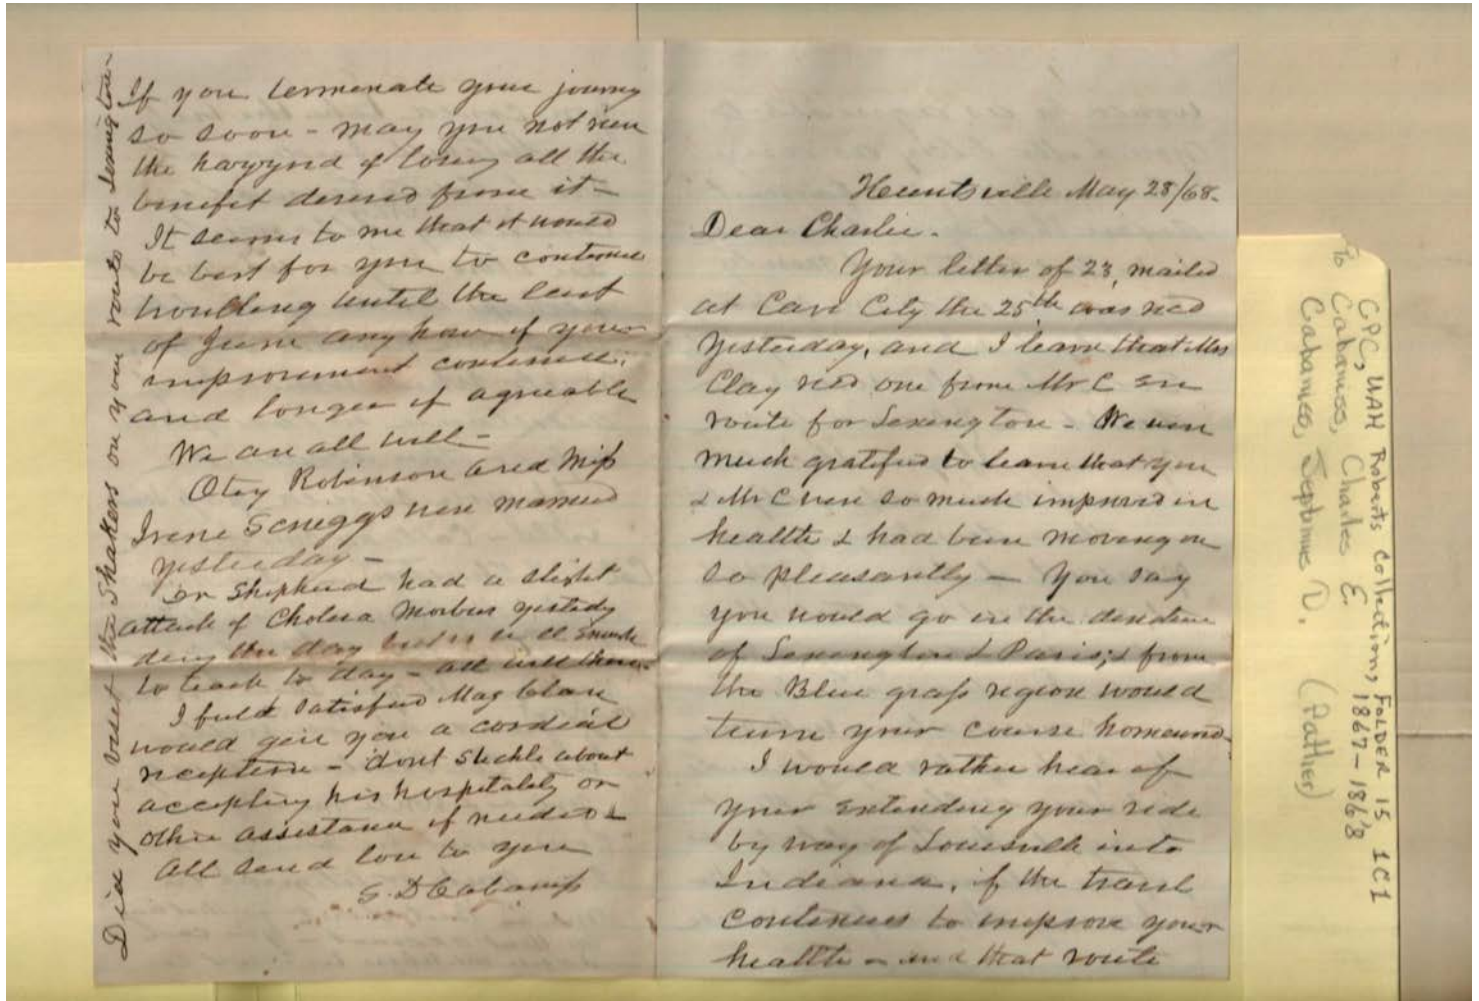 Huntsville May 28/68.
Dear Charlie.
Your letter of 23, mailed
at Cave City the 25th was recd
yesterday, and I learn that Mrs
Clay recd one from Mr C en
route for Lexington - We were
much gratified to learn that you
& Mr C were so much improved in
health & had been moving on
so pleasantly - You say
you would go in the direction
of Lexington & Paris, & from
the Blue grass region would
turn your course homeward.
I would rather hear of
your extending your ride
by way of Louisville into
Indiana, if the travel
continues to improve your
health - and that route
If you terminate your journey
so soon - may you not run
the hazzard of losing all the
benefit desired from it -
It seems to me that it would
be best for you to continue
travelling until the last
of June any how if your
improvement continues;
and longer if agreeable
We are all well -
Otey Robinson and Miss
Irene Scruggs were married
yesterday -
Dr Shepherd had a slight
attack of Cholera Morbus yesterdy
to teach to day - all well there.
I feel satisfied Mag
would give you a cordial
reception - dont stickle about
accepting his hospitality or
other assistance if needed
All send love to you
S. D Cabaniss
Did you visit the Shakers on your route to Lexington -
CPC, UAH Roberts Collection, FOLDER 15 1C1
1867-1868
To Cabaniss, Charles E.
Cabaniss, Septimus D. (father)